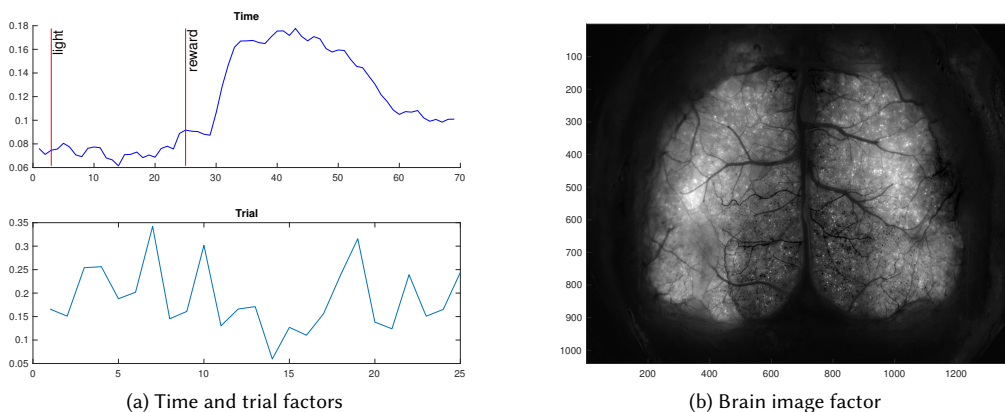 Time
0.18
0.16
0.14
0.12
0.1
0.08
0.06
light
reward
0 10 20 30 40 50 60 70
Trial
0.35
0.3
0.25
0.2
0.15
0.1
0.05
0 5 10 15 20 25
(a) Time and trial factors
100
200
300
400
500
600
700
800
900
1000
200 400 600 800 1000 1200
(b) Brain image factor